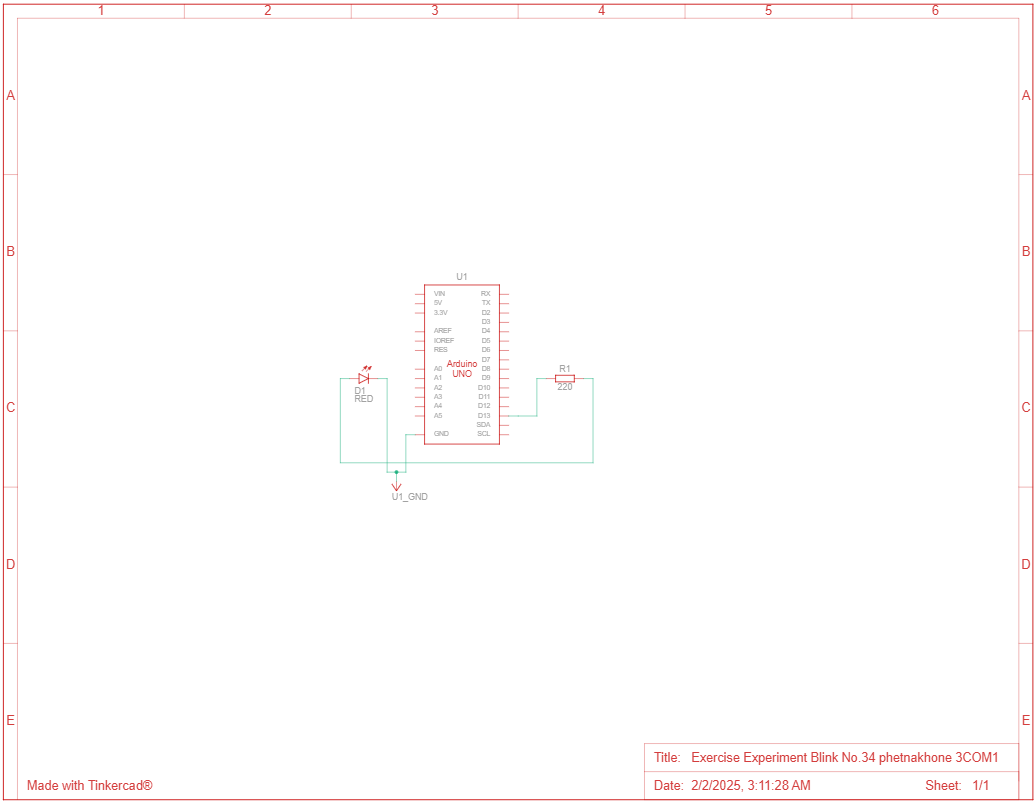 1 2 3 4 5 6
A A
B B
C C
D D
E E
U1
VIN RX
5V TX
3.3V D2
D3
AREF D4
IOREF D5
RES D6
D7
A0 D8
A1 D9
A2 D10
A3 D11
A4 D12
A5 D13
SDA
GND SCL
Arduino
UNO
D1
RED
R1
220
U1_GND
Title: Exercise Experiment Blink No.34 phetnakhone 3COM1
Date: 2/2/2025, 3:11:28 AM Sheet: 1/1
Made with Tinkercad®